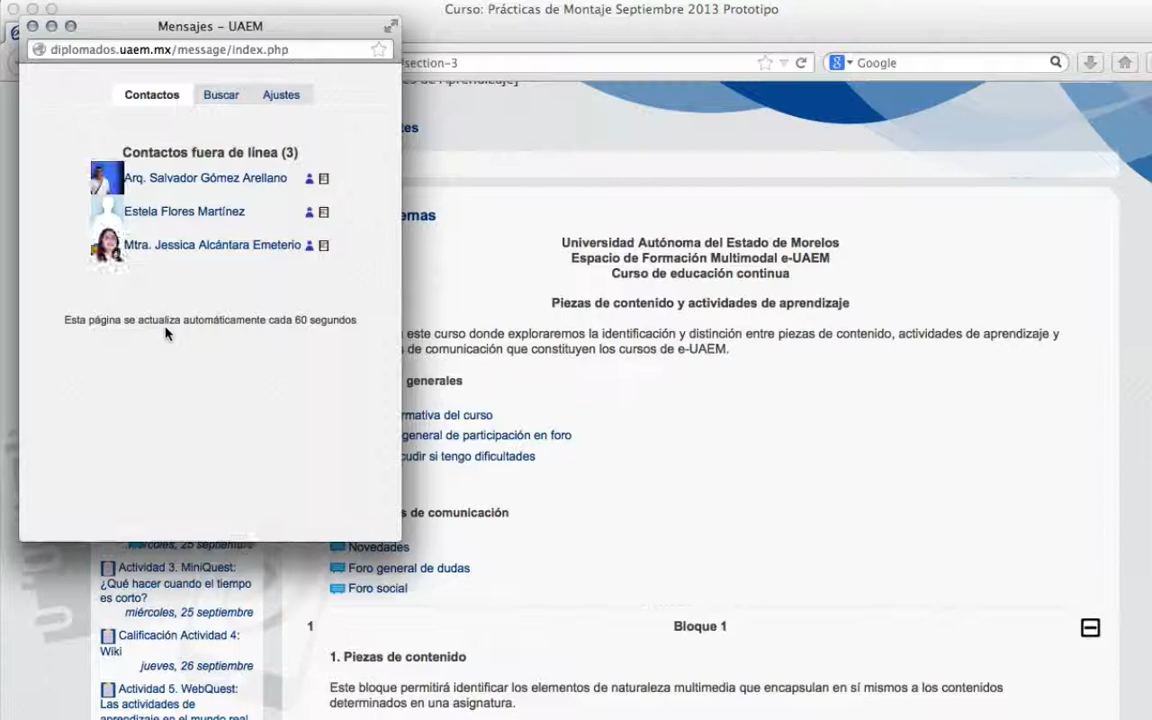 Curso: Prácticas de Montaje Septiembre 2013 Prototipo
Mensajes – UAEM
diplomados.uaem.mx/message/index.php
section-3
Google
Contactos Buscar Ajustes
Contactos fuera de línea (3)
Arq. Salvador Gómez Arellano
Estela Flores Martínez
Mtra. Jessica Alcántara Emeterio
Esta página se actualiza automáticamente cada 60 segundos
es de Aprendizaje]
tes
emas
Universidad Autónoma del Estado de Morelos
Espacio de Formación Multimodal e-UAEM
Curso de educación continua
Piezas de contenido y actividades de aprendizaje
este curso donde exploraremos la identificación y distinción entre piezas de contenido, actividades de aprendizaje y
s de comunicación que constituyen los cursos de e-UAEM.
generales
rmativa del curso
general de participación en foro
cudir si tengo dificultades
s de comunicación
Novedades
Foro general de dudas
Foro social
miércoles, 25 septiembre
Actividad 3. MiniQuest:
¿Qué hacer cuando el tiempo
es corto?
miércoles, 25 septiembre
Calificación Actividad 4:
Wiki
jueves, 26 septiembre
Actividad 5. WebQuest:
Las actividades de
aprendizaje en el mundo real
1 Bloque 1
1. Piezas de contenido
Este bloque permitirá identificar los elementos de naturaleza multimedia que encapsulan en sí mismos a los contenidos
determinados en una asignatura.